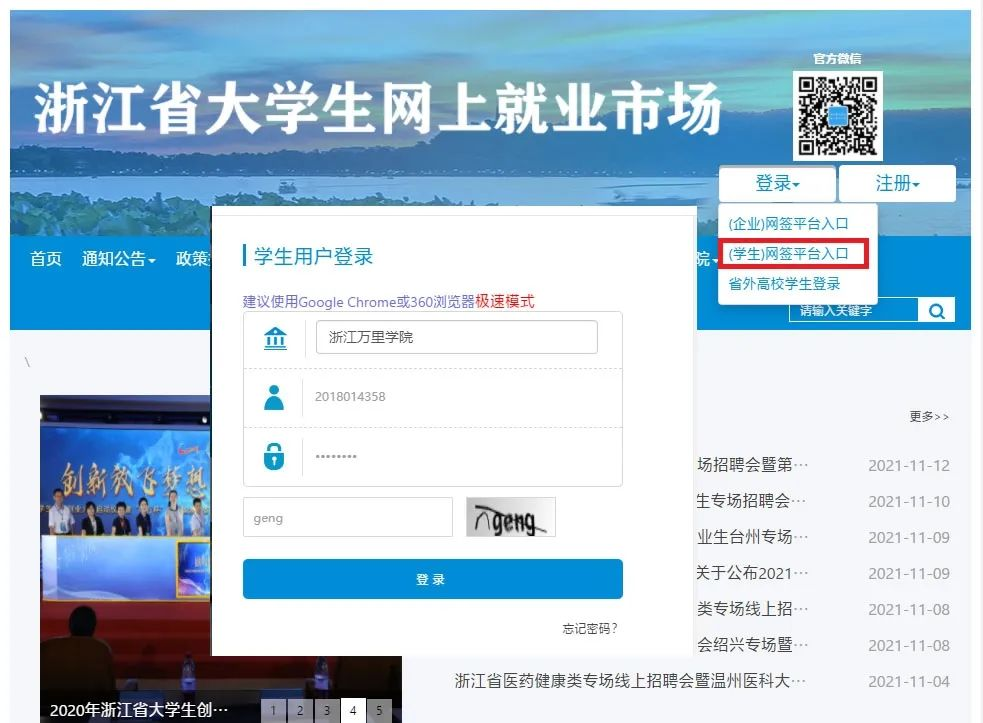 官方微信
浙江省大学生网上就业市场
登录
注册
(企业)网签平台入口
(学生)网签平台入口
省外高校学生登录
首页
通知公告
政策
院
请输入关键字
学生用户登录
建议使用Google Chrome或360浏览器极速模式
浙江万里学院
2018014358
••••••••
geng
geng
登 录
忘记密码?
\
更多>>
创新我飞梦想
场招聘会暨第… 2021-11-12
生专场招聘会… 2021-11-10
业生台州专场… 2021-11-09
关于公布2021… 2021-11-09
类专场线上招… 2021-11-08
会绍兴专场暨… 2021-11-08
浙江省医药健康类专场线上招聘会暨温州医科大… 2021-11-04
2020年浙江省大学生创…
1 2 3 4 5